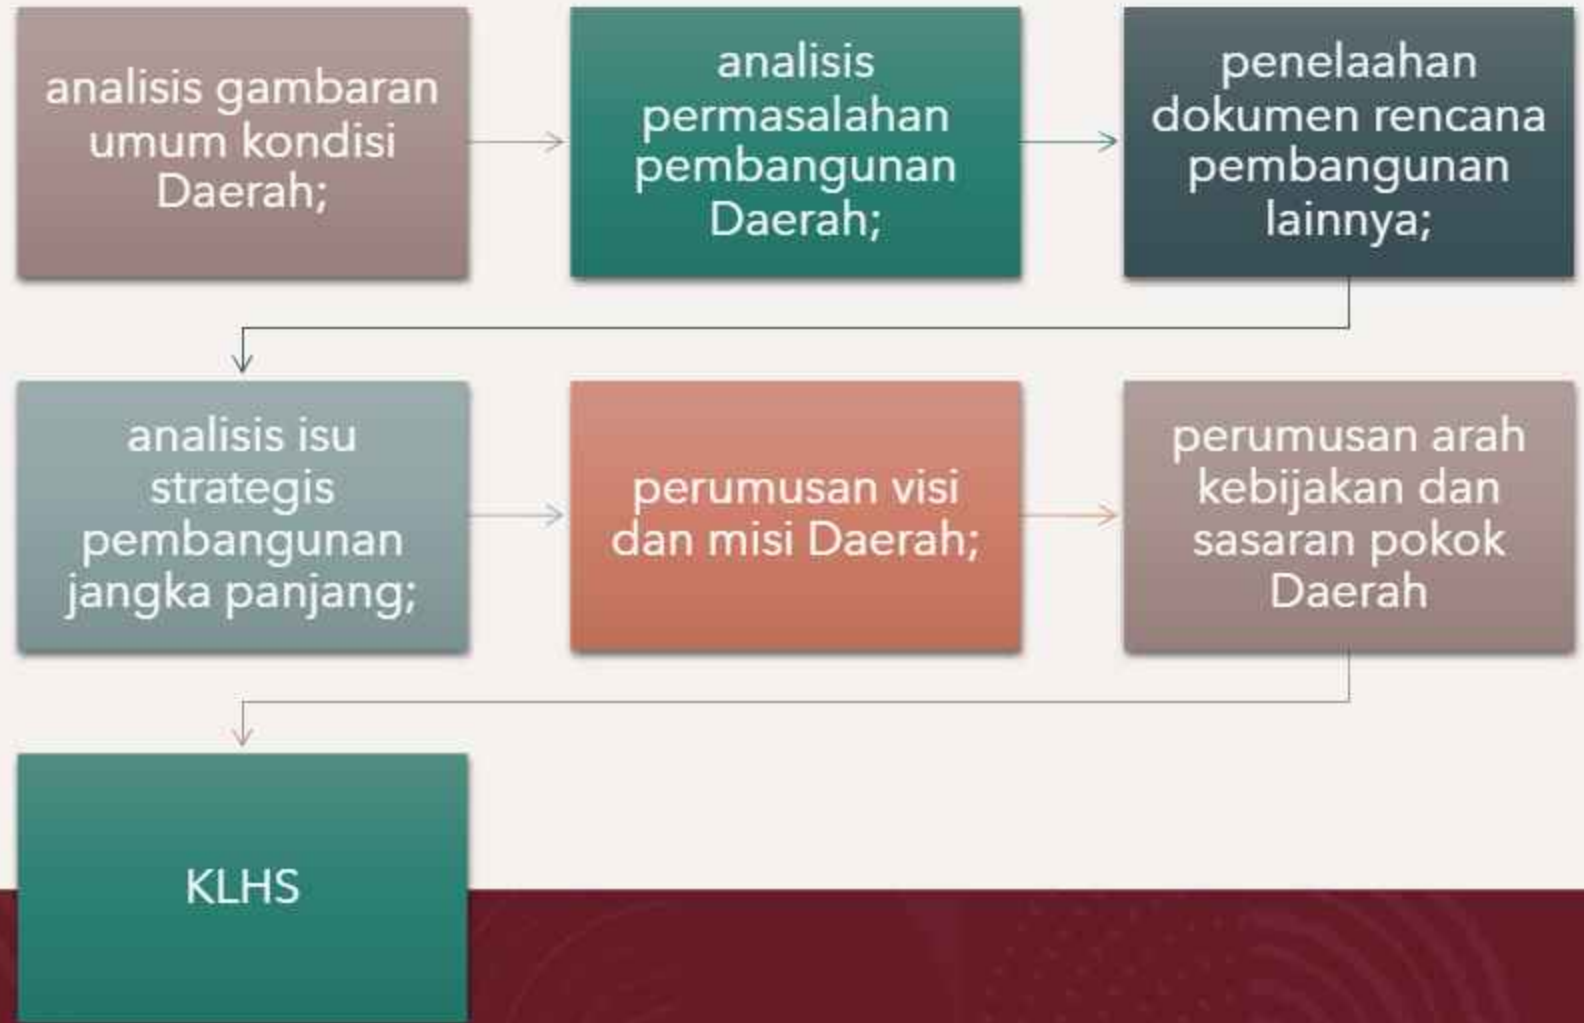 analisis gambaran
umum kondisi
Daerah;
analisis
permasalahan
pembangunan
Daerah;
penelaahan
dokumen rencana
pembangunan
lainnya;
analisis isu
strategis
pembangunan
jangka panjang;
perumusan visi
dan misi Daerah;
perumusan arah
kebijakan dan
sasaran pokok
Daerah
KLHS